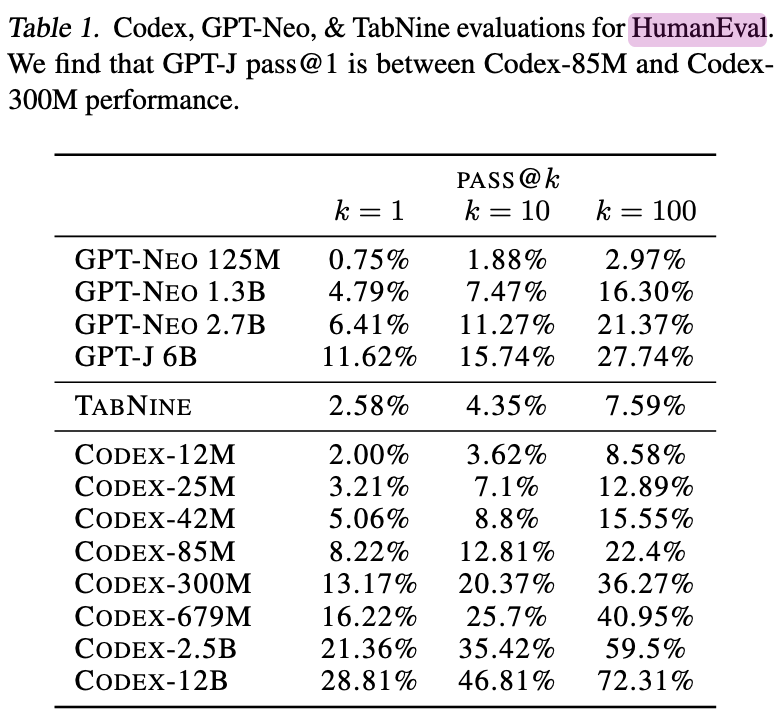 Table 1. Codex, GPT-Neo, & TabNine evaluations for HumanEval.
We find that GPT-J pass@1 is between Codex-85M and Codex-
300M performance.
PASS@k
k = 1 k = 10 k = 100
GPT-NEO 125M 0.75% 1.88% 2.97%
GPT-NEO 1.3B 4.79% 7.47% 16.30%
GPT-NEO 2.7B 6.41% 11.27% 21.37%
GPT-J 6B 11.62% 15.74% 27.74%
TABNINE 2.58% 4.35% 7.59%
CODEX-12M 2.00% 3.62% 8.58%
CODEX-25M 3.21% 7.1% 12.89%
CODEX-42M 5.06% 8.8% 15.55%
CODEX-85M 8.22% 12.81% 22.4%
CODEX-300M 13.17% 20.37% 36.27%
CODEX-679M 16.22% 25.7% 40.95%
CODEX-2.5B 21.36% 35.42% 59.5%
CODEX-12B 28.81% 46.81% 72.31%